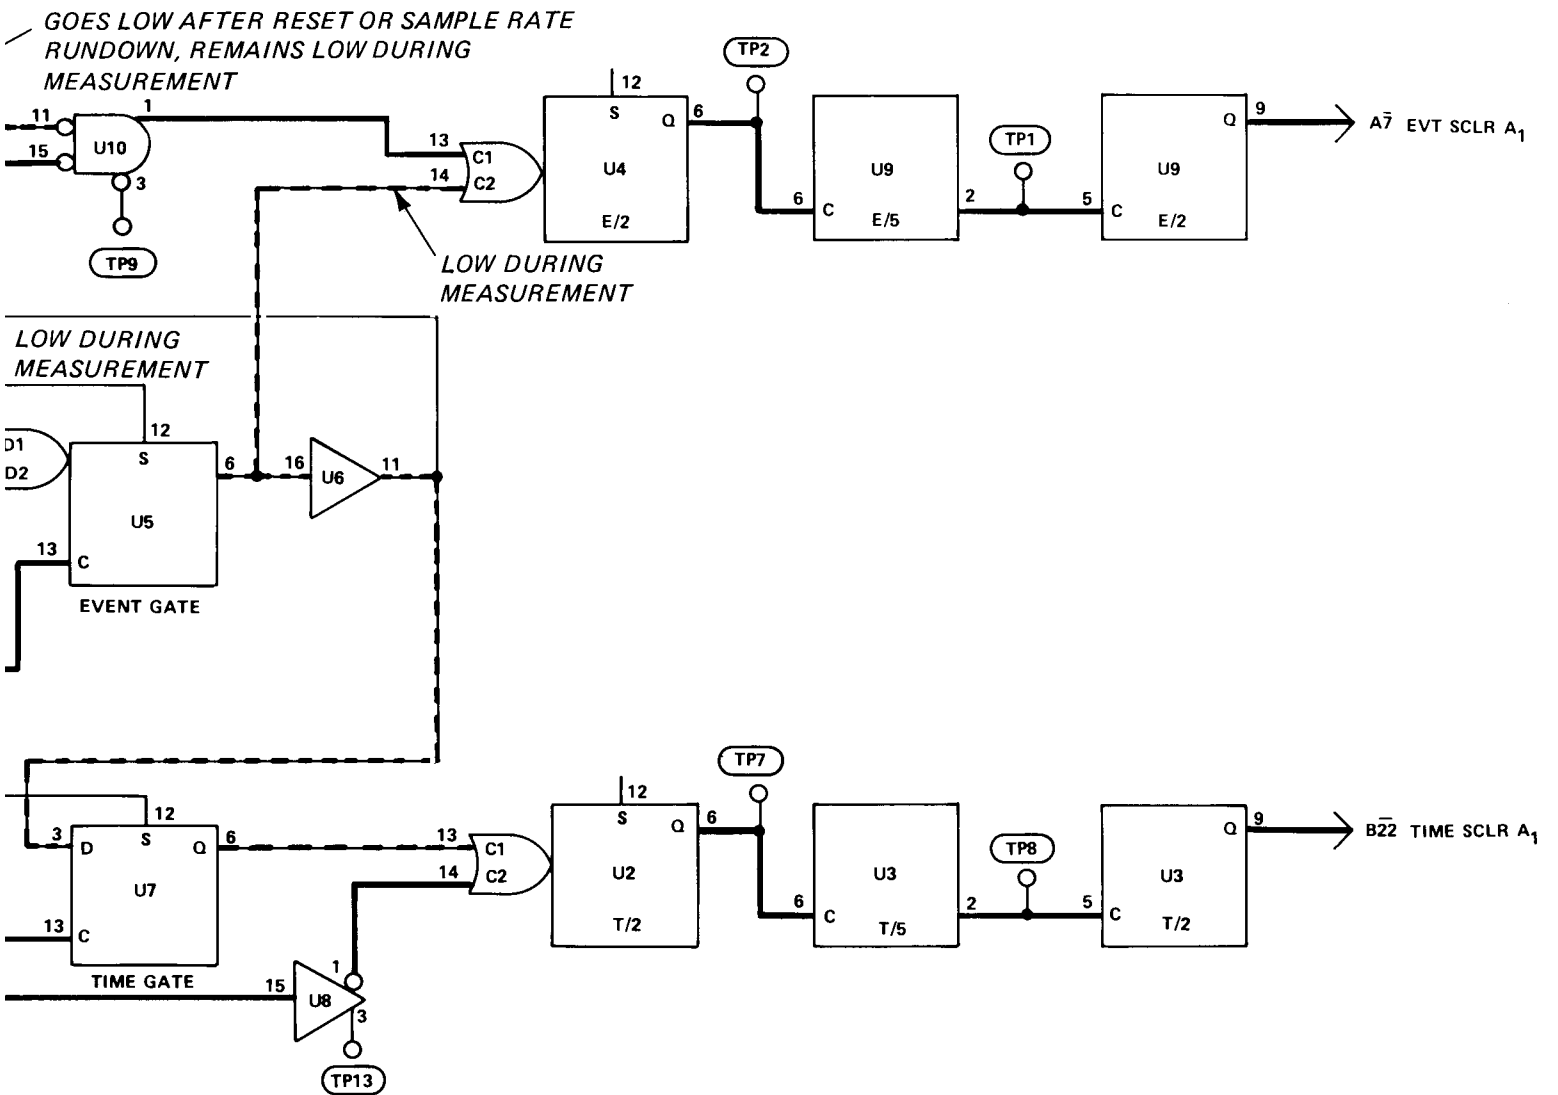 GOES LOW AFTER RESET OR SAMPLE RATE
RUNDOWN, REMAINS LOW DURING
MEASUREMENT
11
15
U10
1
3
TP9
13
14
C1
C2
12
S
Q
U4
E/2
6
TP2
6
C
U9
E/5
2
TP1
5
C
Q
U9
E/2
9
A7̅ EVT SCLR A1
LOW DURING
MEASUREMENT
LOW DURING
MEASUREMENT
D1
D2
12
S
U5
13
C
6
16
U6
11
EVENT GATE
3
D
12
S
Q
U7
13
C
6
TIME GATE
15
U8
1
3
TP13
13
14
C1
C2
12
S
Q
U2
T/2
6
TP7
6
C
U3
T/5
2
TP8
5
C
Q
U3
T/2
9
B2̅2̅ TIME SCLR A1